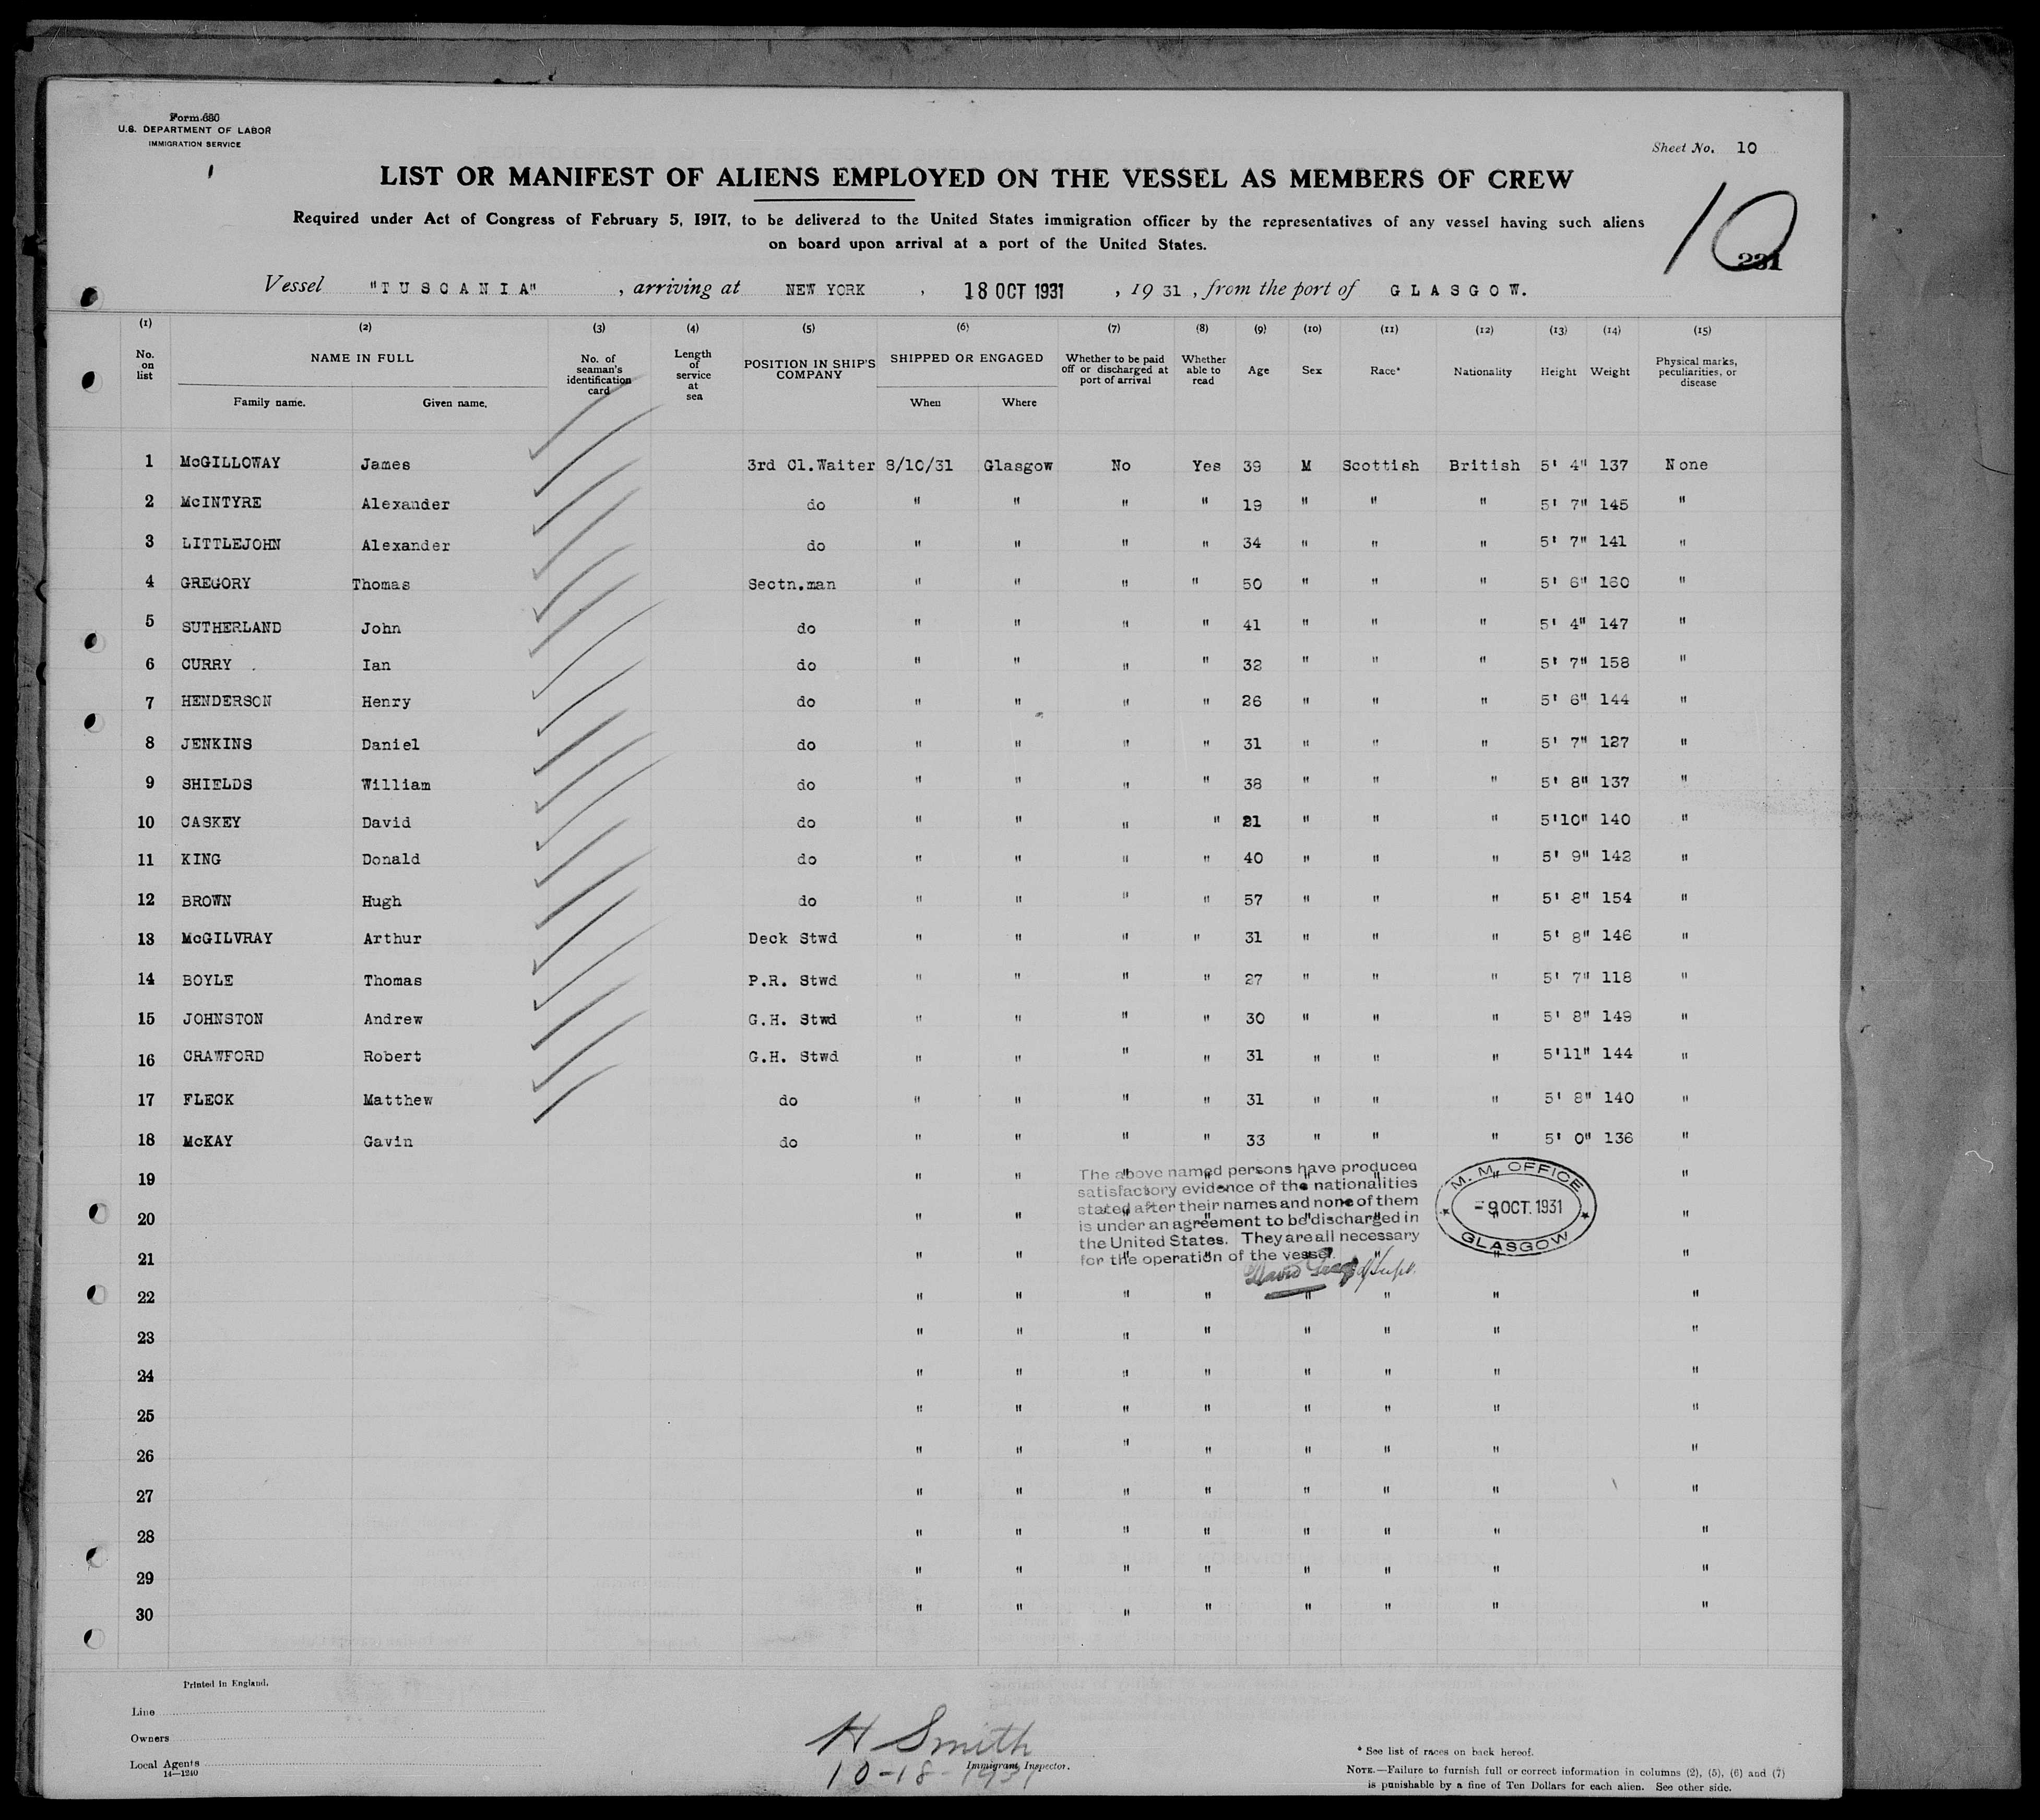 Form 680
U.S. DEPARTMENT OF LABOR
IMMIGRATION SERVICE
Sheet No. 10
LIST OR MANIFEST OF ALIENS EMPLOYED ON THE VESSEL AS MEMBERS OF CREW
Required under Act of Congress of February 5, 1917, to be delivered to the United States immigration officer by the representatives of any vessel having such aliens
on board upon arrival at a port of the United States.
10
231
Vessel "TUSCANIA" , arriving at NEW YORK , 18 OCT 1931 , 19 31 , from the port of GLASGOW.
(1) (2) (3) (4) (5) (6) (7) (8) (9) (10) (11) (12) (13) (14) (15)
No. on list NAME IN FULL Family name. Given name. No. of seaman's identification card Length of service at sea POSITION IN SHIP'S COMPANY SHIPPED OR ENGAGED When Where Whether to be paid off or discharged at port of arrival Whether able to read Age Sex Race* Nationality Height Weight Physical marks, peculiarities, or disease
1 McGILLOWAY James 3rd Cl.Waiter 8/10/31 Glasgow No Yes 39 M Scottish British 5' 4" 137 None
2 McINTYRE Alexander do " " " " 19 " " " 5' 7" 145 "
3 LITTLEJOHN Alexander do " " " " 34 " " " 5' 7" 141 "
4 GREGORY Thomas Sectn.man " " " " 50 " " " 5' 6" 160 "
5 SUTHERLAND John do " " " " 41 " " " 5' 4" 147 "
6 CURRY Ian do " " " " 32 " " " 5' 7" 158 "
7 HENDERSON Henry do " " " " 26 " " " 5' 6" 144 "
8 JENKINS Daniel do " " " " 31 " " " 5' 7" 127 "
9 SHIELDS William do " " " " 38 " " " 5' 8" 137 "
10 CASKEY David do " " " " 21 " " " 5'10" 140 "
11 KING Donald do " " " " 40 " " " 5' 9" 142 "
12 BROWN Hugh do " " " " 57 " " " 5' 8" 154 "
13 McGILVRAY Arthur Deck Stwd " " " " 31 " " " 5' 8" 146 "
14 BOYLE Thomas P.R. Stwd " " " " 27 " " " 5' 7" 118 "
15 JOHNSTON Andrew G.H. Stwd " " " " 30 " " " 5' 8" 149 "
16 CRAWFORD Robert G.H. Stwd " " " " 31 " " " 5'11" 144 "
17 FLECK Matthew do " " " " 31 " " " 5' 8" 140 "
18 McKAY Gavin do " " " " 33 " " " 5' 0" 136 "
19 " " " " " " " "
20 " " " " " " " "
21 " " " " " " " "
The above named persons have produced
satisfactory evidence of the nationalities
stated after their names and none of them
is under an agreement to be discharged in
the United States. They are all necessary
for the operation of the vessel.
M.M. OFFICE
-9 OCT. 1931
GLASGOW
David
22 " " " " " " " "
23 " " " " " " " "
24 " " " " " " " "
25 " " " " " " " "
26 " " " " " " " "
27 " " " " " " " "
28 " " " " " " " "
29 " " " " " " " "
30 " " " " " " " "
Printed in England.
Line
Owners
Local Agents
14—1240
H Smith
Immigrant Inspector.
10-18-1931
* See list of races on back hereof.
NOTE.—Failure to furnish full or correct information in columns (2), (5), (6) and (7)
is punishable by a fine of Ten Dollars for each alien. See other side.